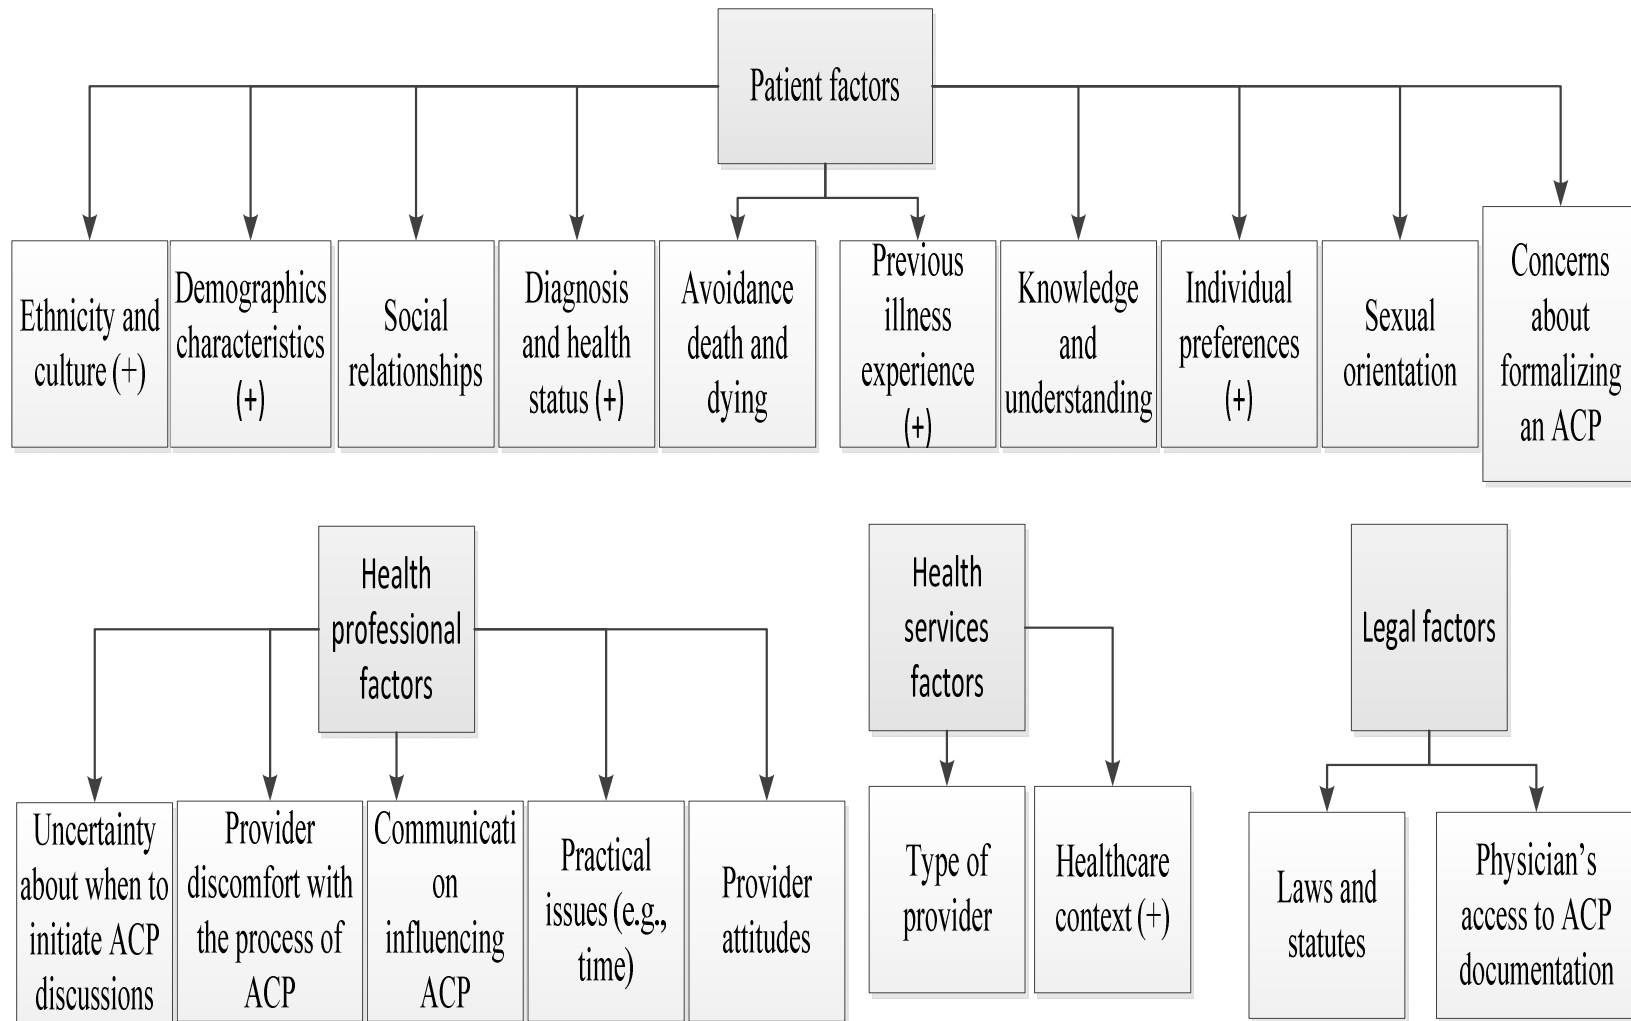 Patient factors
Ethnicity and
culture (+)
Demographics
characteristics
(+)
Social
relationships
Diagnosis
and health
status (+)
Avoidance
death and
dying
Previous
illness
experience
(+)
Knowledge
and
understanding
Individual
preferences
(+)
Sexual
orientation
Concerns
about
formalizing
an ACP
Health
professional
factors
Uncertainty
about when to
initiate ACP
discussions
Provider
discomfort with
the process of
ACP
Communicati
on
influencing
ACP
Practical
issues (e.g.,
time)
Provider
attitudes
Health
services
factors
Type of
provider
Healthcare
context (+)
Legal factors
Laws and
statutes
Physician’s
access to ACP
documentation